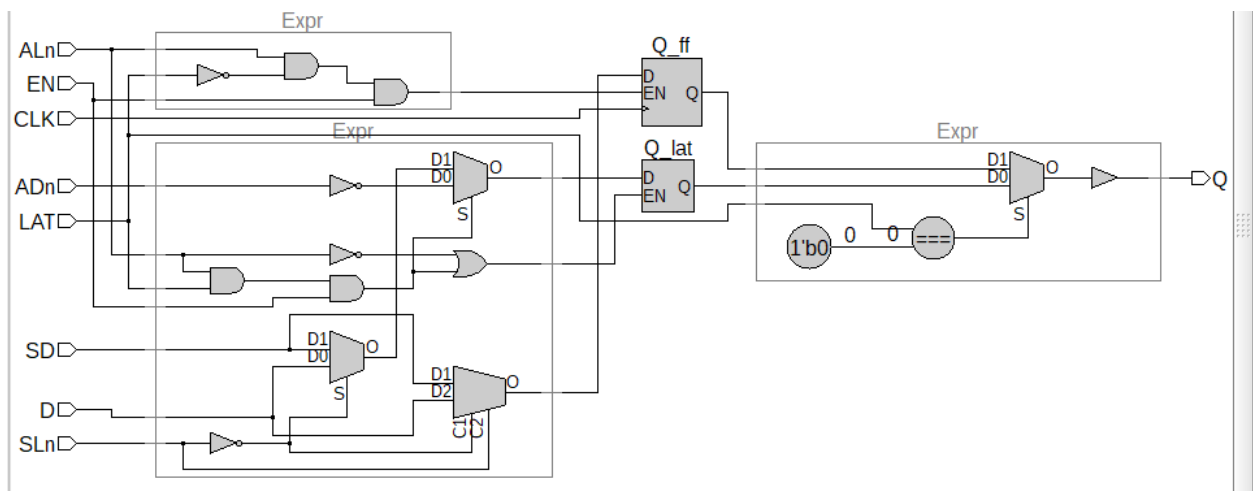 Expr
ALn
EN
CLK
Q_ff
D
EN
Q
Expr
ADn
LAT
D1
D0
O
S
Q_lat
D
EN
Q
Expr
D1
D0
O
S
Q
1'b0
0
0
===
SD
D
SLn
D1
D0
O
S
D1
D2
O
C1
C2